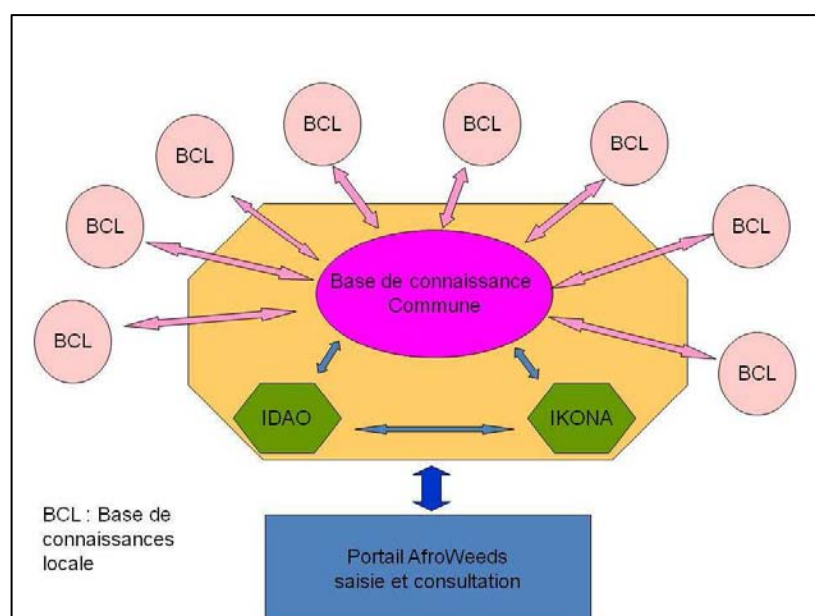 BCL
BCL
BCL
BCL
BCL
BCL
BCL
BCL
Base de connaissance
Commune
IDAO
IKONA
BCL : Base de
connaissances
locale
Portail AfroWeeds
saisie et consultation